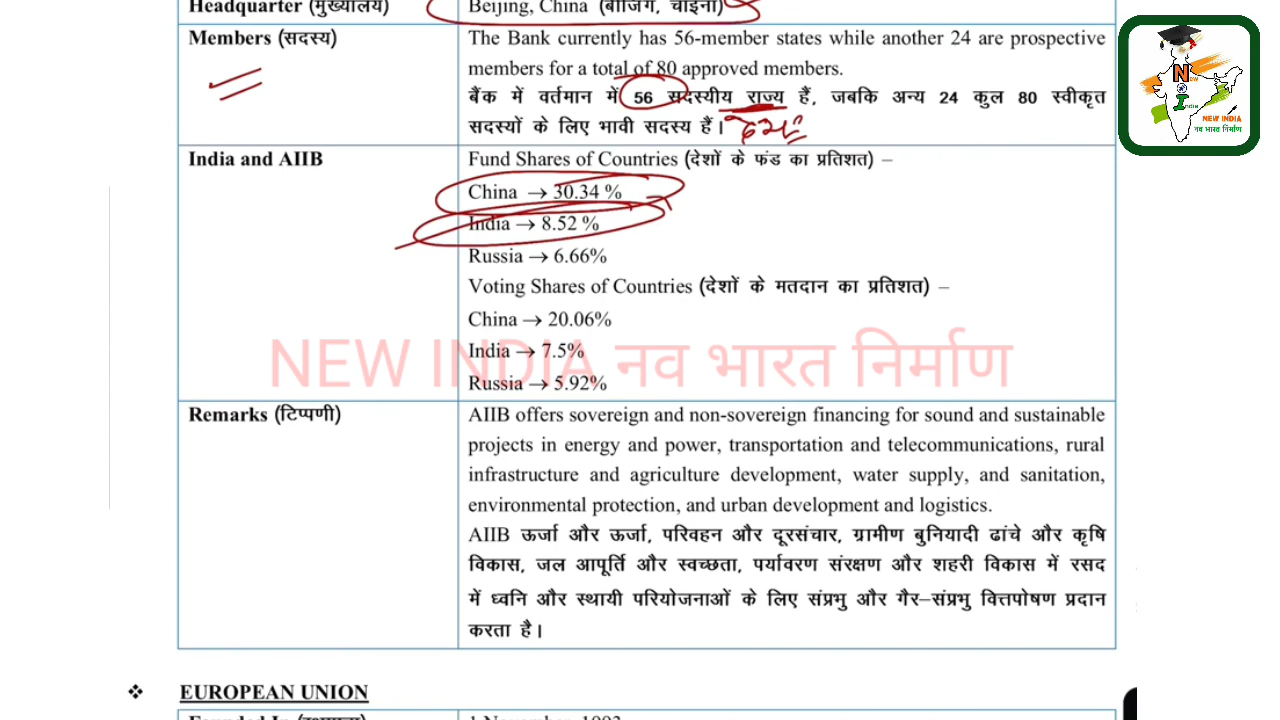 Headquarter (मुख्यालय) Beijing, China (बीजिंग, चाइना)
Members (सदस्य) The Bank currently has 56-member states while another 24 are prospective
members for a total of 80 approved members.
बैंक में वर्तमान में 56 सदस्यीय राज्य हैं, जबकि अन्य 24 कुल 80 स्वीकृत
सदस्यों के लिए भावी सदस्य हैं।
India and AIIB Fund Shares of Countries (देशों के फंड का प्रतिशत) –
China → 30.34 %
India → 8.52 %
Russia → 6.66%
Voting Shares of Countries (देशों के मतदान का प्रतिशत) –
China → 20.06%
India → 7.5%
Russia → 5.92%
NEW INDIA नव भारत निर्माण
Remarks (टिप्पणी) AIIB offers sovereign and non-sovereign financing for sound and sustainable
projects in energy and power, transportation and telecommunications, rural
infrastructure and agriculture development, water supply, and sanitation,
environmental protection, and urban development and logistics.
AIIB ऊर्जा और ऊर्जा, परिवहन और दूरसंचार, ग्रामीण बुनियादी ढांचे और कृषि
विकास, जल आपूर्ति और स्वच्छता, पर्यावरण संरक्षण और शहरी विकास में रसद
में ध्वनि और स्थायी परियोजनाओं के लिए संप्रभु और गैर–संप्रभु वित्तपोषण प्रदान
करता है।
❖ EUROPEAN UNION
1 November, 1993
NEW INDIA
नव भारत निर्माण